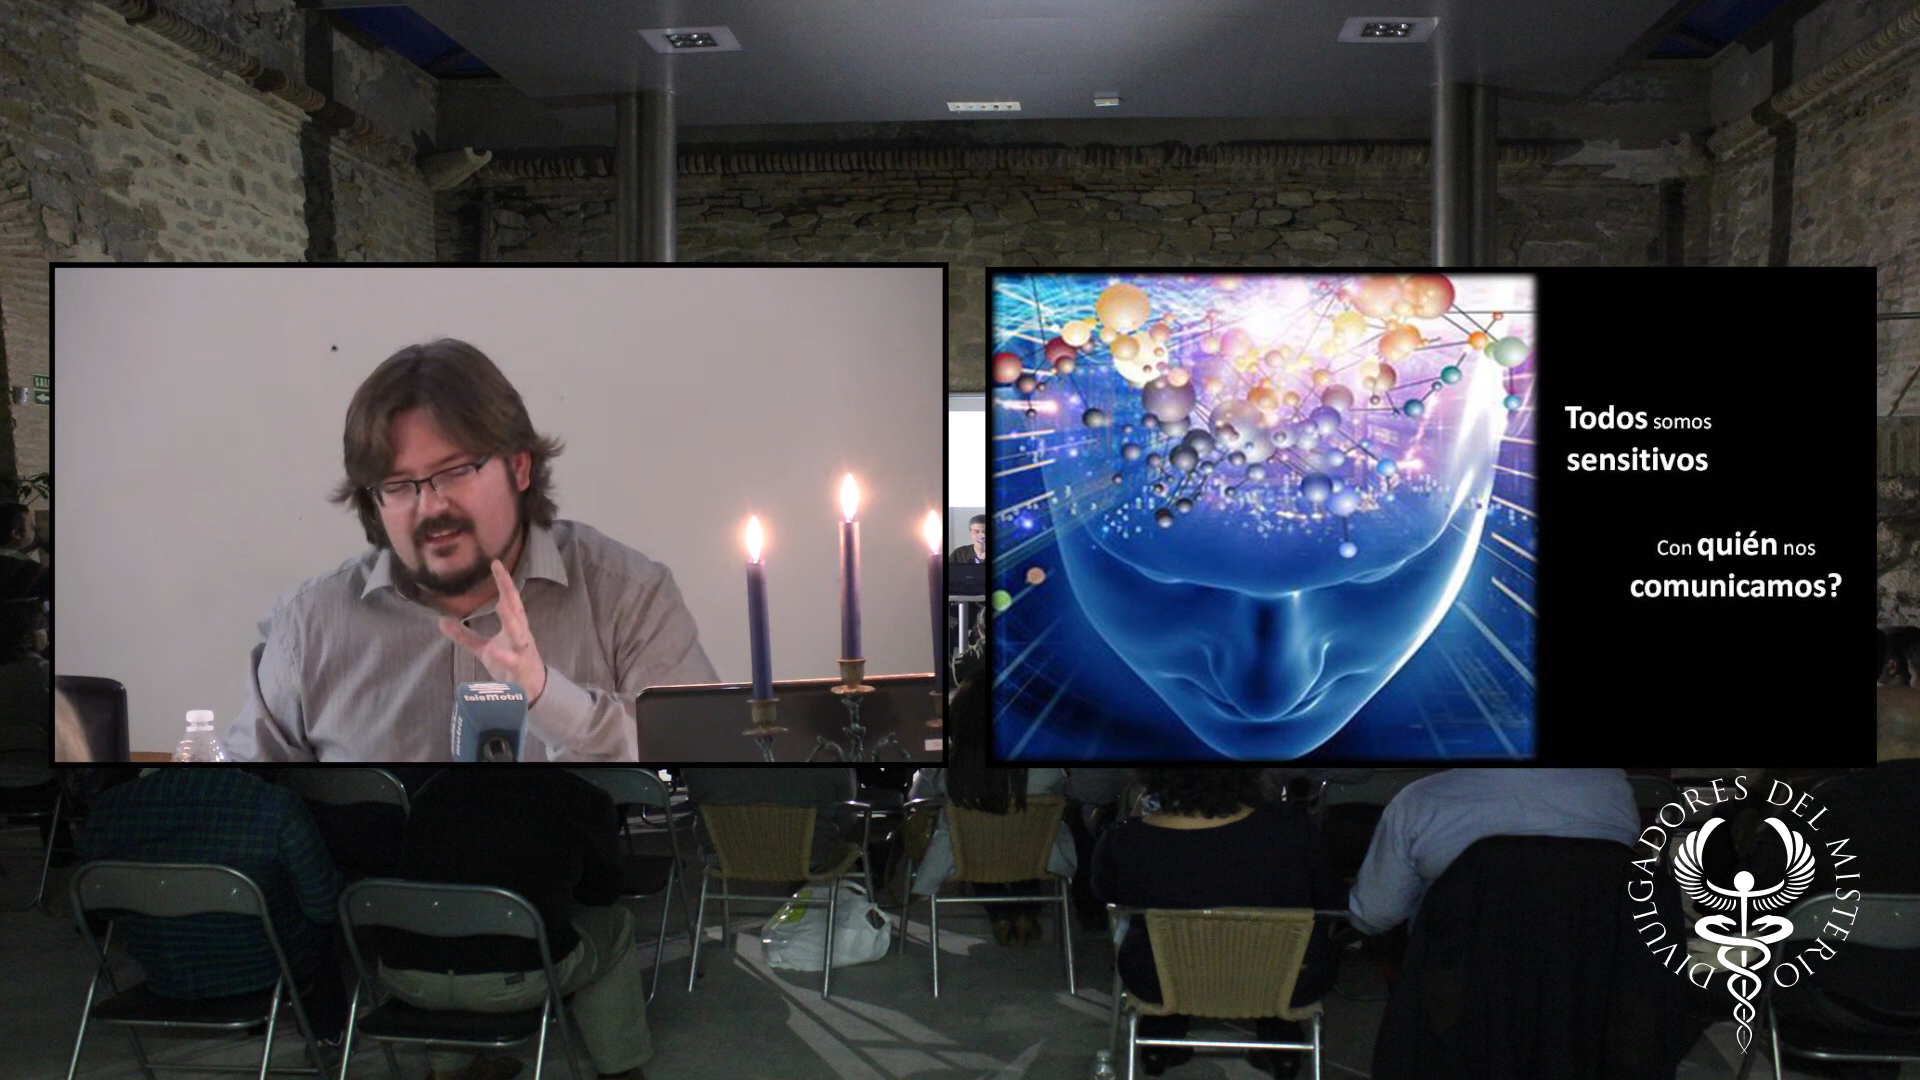 teleMotril
Todos somos
sensitivos
Con quién nos
comunicamos?
DIVULGADORES DEL MISTERIO